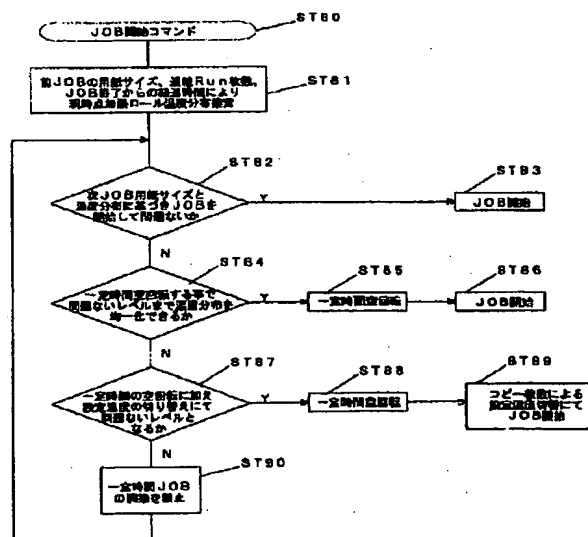 JOB開始コマンド
ST80
前JOBの用紙サイズ、連続Run枚数、
JOB終了からの経過時間により
現時点加熱ロール温度分布検索
ST81
ST82
次JOB用紙サイズと
温度分布に基づきJOBを
開始して問題ないか
Y
ST83
JOB開始
N
ST84
一定時間空回転する事で
問題ないレベルまで温度分布を
均一化できるか
Y
ST85
一定時間空回転
ST86
JOB開始
N
ST87
一定時間の空回転に加え
設定温度の切り替えにて
問題ないレベルと
なるか
Y
ST88
一定時間空回転
ST89
コピー枚数による
設定温度切替にて
JOB開始
N
ST90
一定時間JOB
の開始を禁止